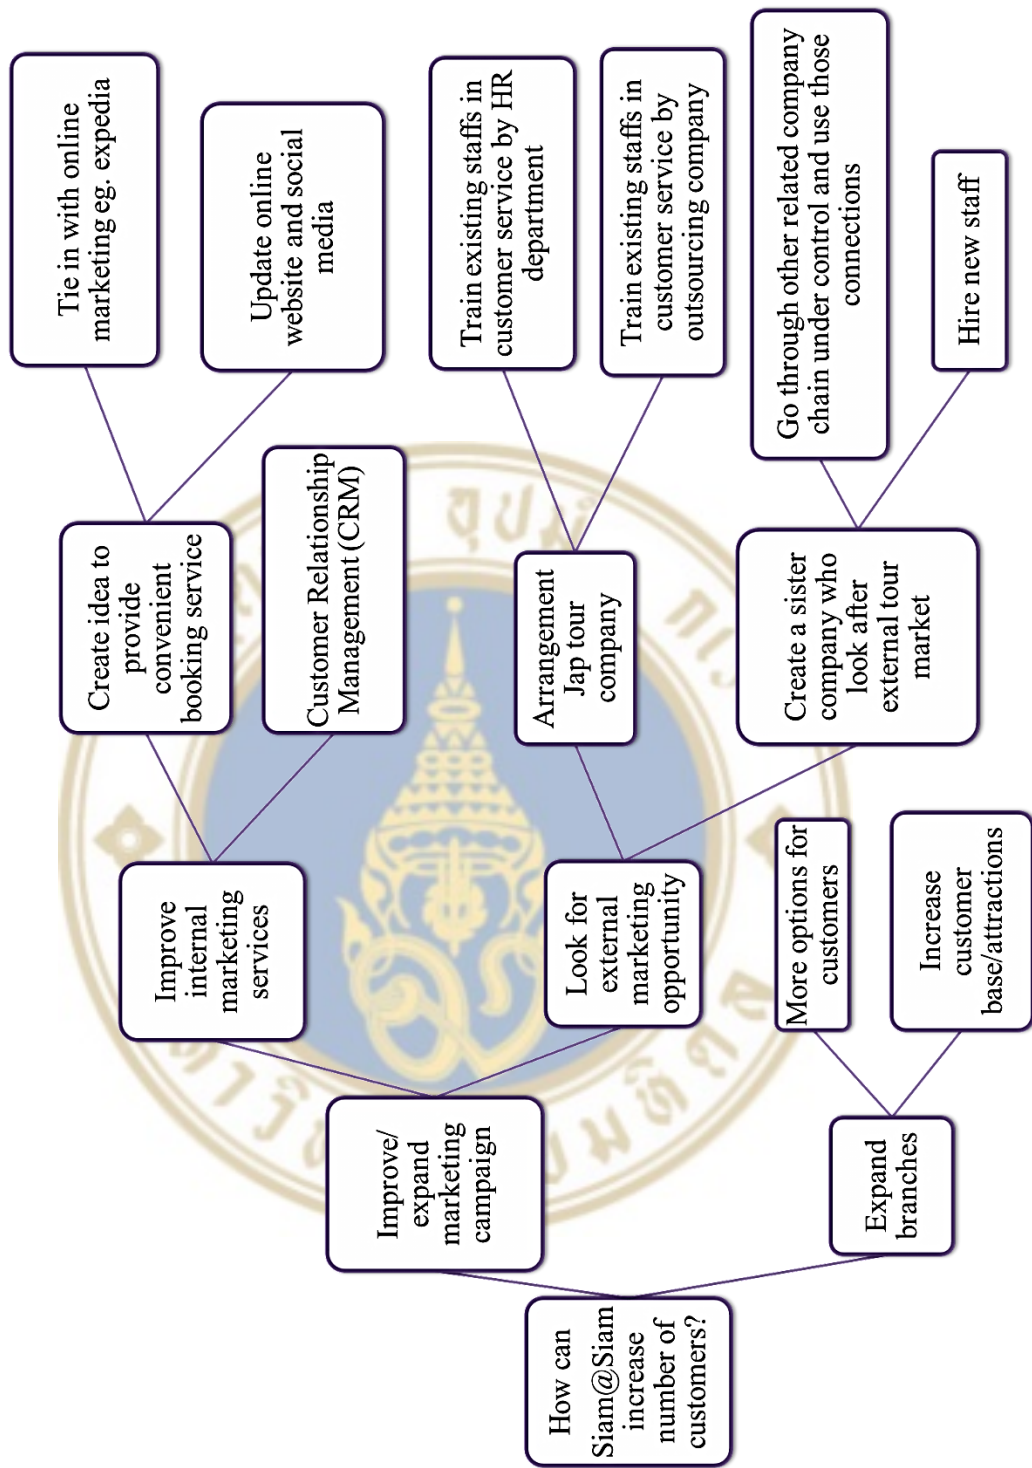 How can
Siam@Siam
increase
number of
customers?
Improve/
expand
marketing
campaign
Expand
branches
Improve
internal
marketing
services
Look for
external
marketing
opportunity
More options for
customers
Increase
customer
base/attractions
Create idea to
provide
convenient
booking service
Customer Relationship
Management (CRM)
Arrangement
Jap tour
company
Create a sister
company who
look after
external tour
market
Tie in with online
marketing eg. expedia
Update online
website and social
media
Train existing staffs in
customer service by HR
department
Train existing staffs in
customer service by
outsourcing company
Go through other related company
chain under control and use those
connections
Hire new staff